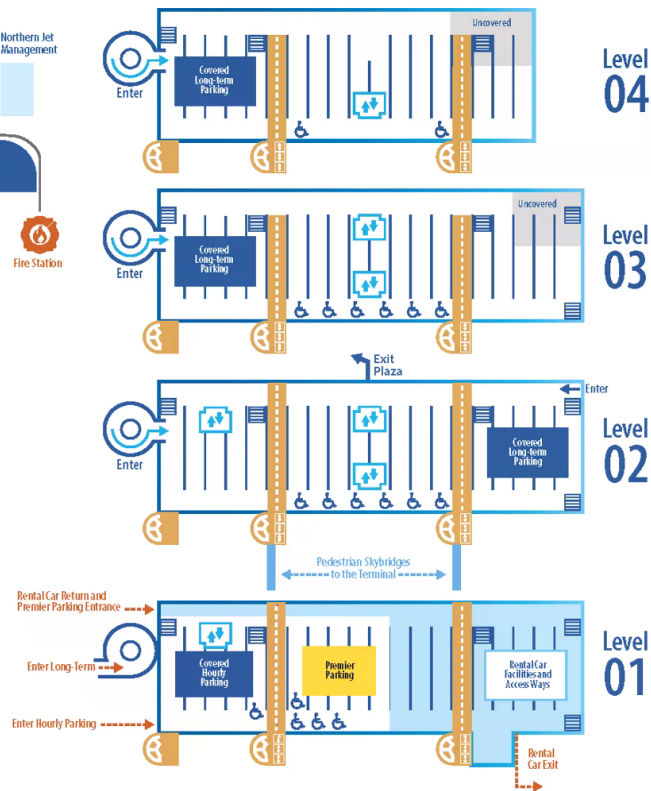 Northern Jet
Management
Fire Station
Uncovered
Covered
Long-term
Parking
Enter
Level
04
Uncovered
Covered
Long-term
Parking
Enter
Level
03
Exit
Plaza
Enter
Covered
Long-term
Parking
Enter
Level
02
Pedestrian Skybridges
to the Terminal
Rental Car Return and
Premier Parking Entrance
Enter Long-Term
Enter Hourly Parking
Covered
Hourly
Parking
Premier
Parking
Rental Car
Facilities and
Access Ways
Level
01
Rental
Car Exit